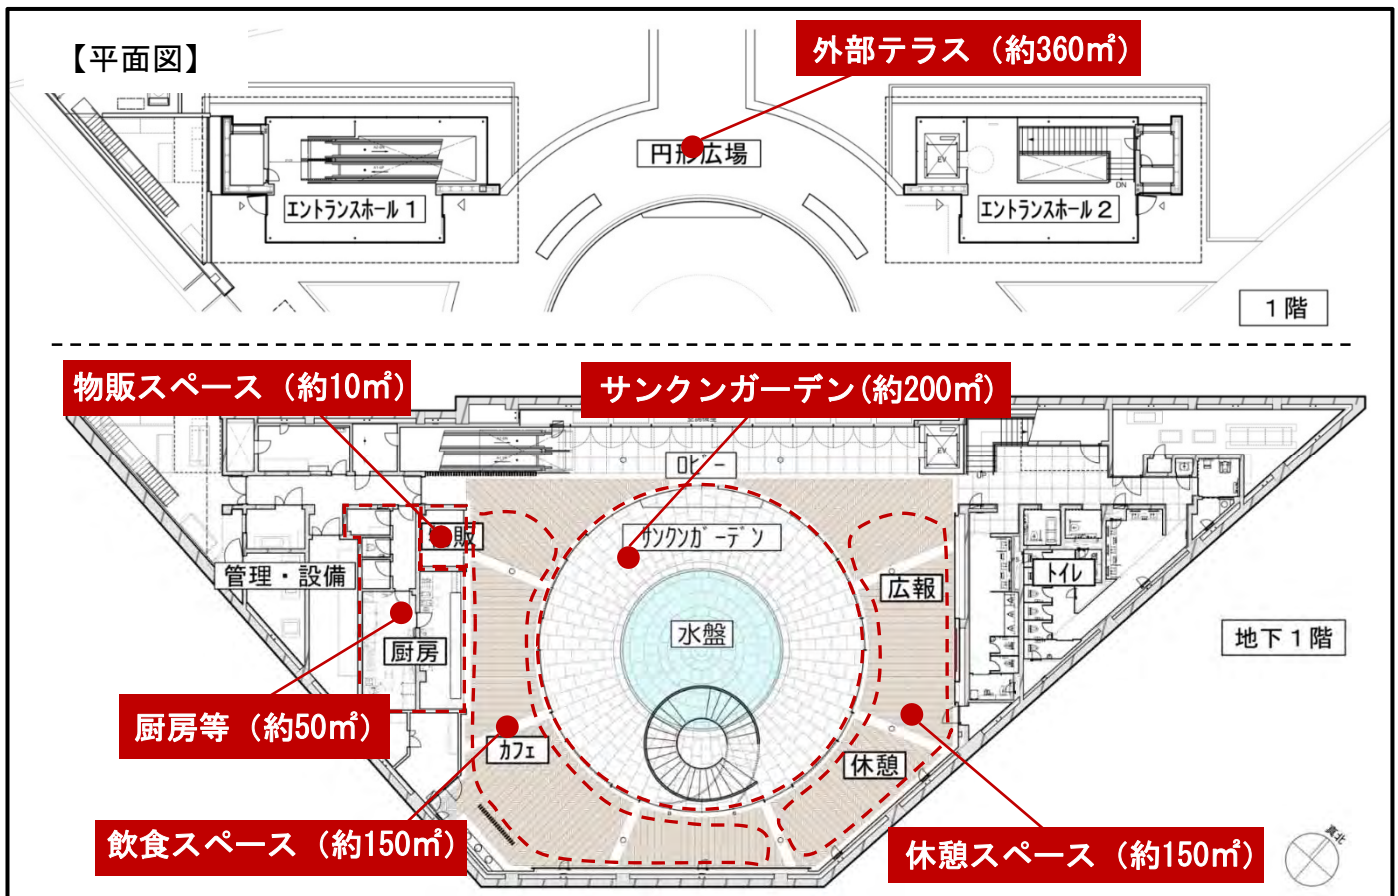 【平面図】
外部テラス（約360㎡）
円形広場
エントランスホール１
エントランスホール２
EV
DN
１階
物販スペース（約10㎡）
サンクンガーデン（約200㎡）
ロビー
EV
サンクンガーデン
管理・設備
広報
トイレ
水盤
厨房
地下１階
厨房等（約50㎡）
カフェ
休憩
飲食スペース（約150㎡）
休憩スペース（約150㎡）
真北